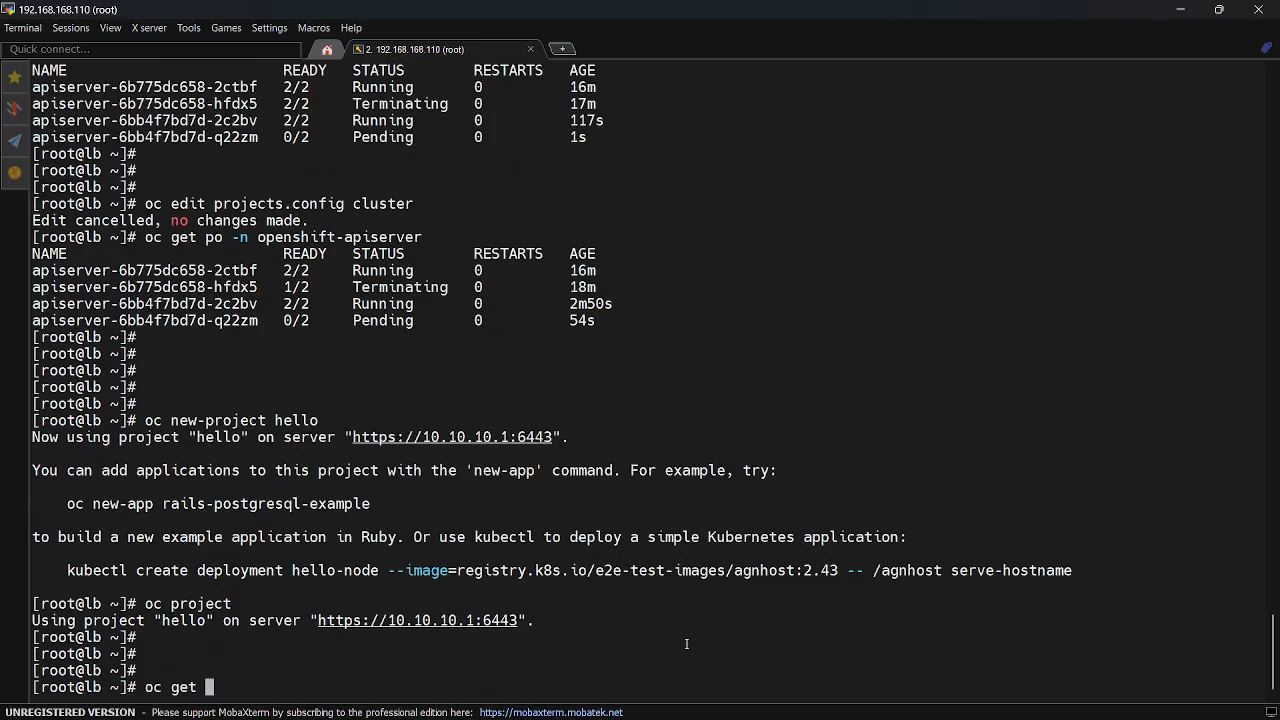 192.168.168.110 (root)
Terminal Sessions View X server Tools Games Settings Macros Help
Quick connect...
2. 192.168.168.110 (root)
NAME READY STATUS RESTARTS AGE
apiserver-6b775dc658-2ctbf 2/2 Running 0 16m
apiserver-6b775dc658-hfdx5 2/2 Terminating 0 17m
apiserver-6bb4f7bd7d-2c2bv 2/2 Running 0 117s
apiserver-6bb4f7bd7d-q22zm 0/2 Pending 0 1s
[root@lb ~]#
[root@lb ~]#
[root@lb ~]#
[root@lb ~]# oc edit projects.config cluster
Edit cancelled, no changes made.
[root@lb ~]# oc get po -n openshift-apiserver
NAME READY STATUS RESTARTS AGE
apiserver-6b775dc658-2ctbf 2/2 Running 0 16m
apiserver-6b775dc658-hfdx5 1/2 Terminating 0 18m
apiserver-6bb4f7bd7d-2c2bv 2/2 Running 0 2m50s
apiserver-6bb4f7bd7d-q22zm 0/2 Pending 0 54s
[root@lb ~]#
[root@lb ~]#
[root@lb ~]#
[root@lb ~]#
[root@lb ~]#
[root@lb ~]# oc new-project hello
Now using project "hello" on server "https://10.10.10.1:6443".
You can add applications to this project with the 'new-app' command. For example, try:
oc new-app rails-postgresql-example
to build a new example application in Ruby. Or use kubectl to deploy a simple Kubernetes application:
kubectl create deployment hello-node --image=registry.k8s.io/e2e-test-images/agnhost:2.43 -- /agnhost serve-hostname
[root@lb ~]# oc project
Using project "hello" on server "https://10.10.10.1:6443".
[root@lb ~]#
[root@lb ~]#
[root@lb ~]#
[root@lb ~]# oc get
UNREGISTERED VERSION - Please support MobaXterm by subscribing to the professional edition here: https://mobaxterm.mobatek.net